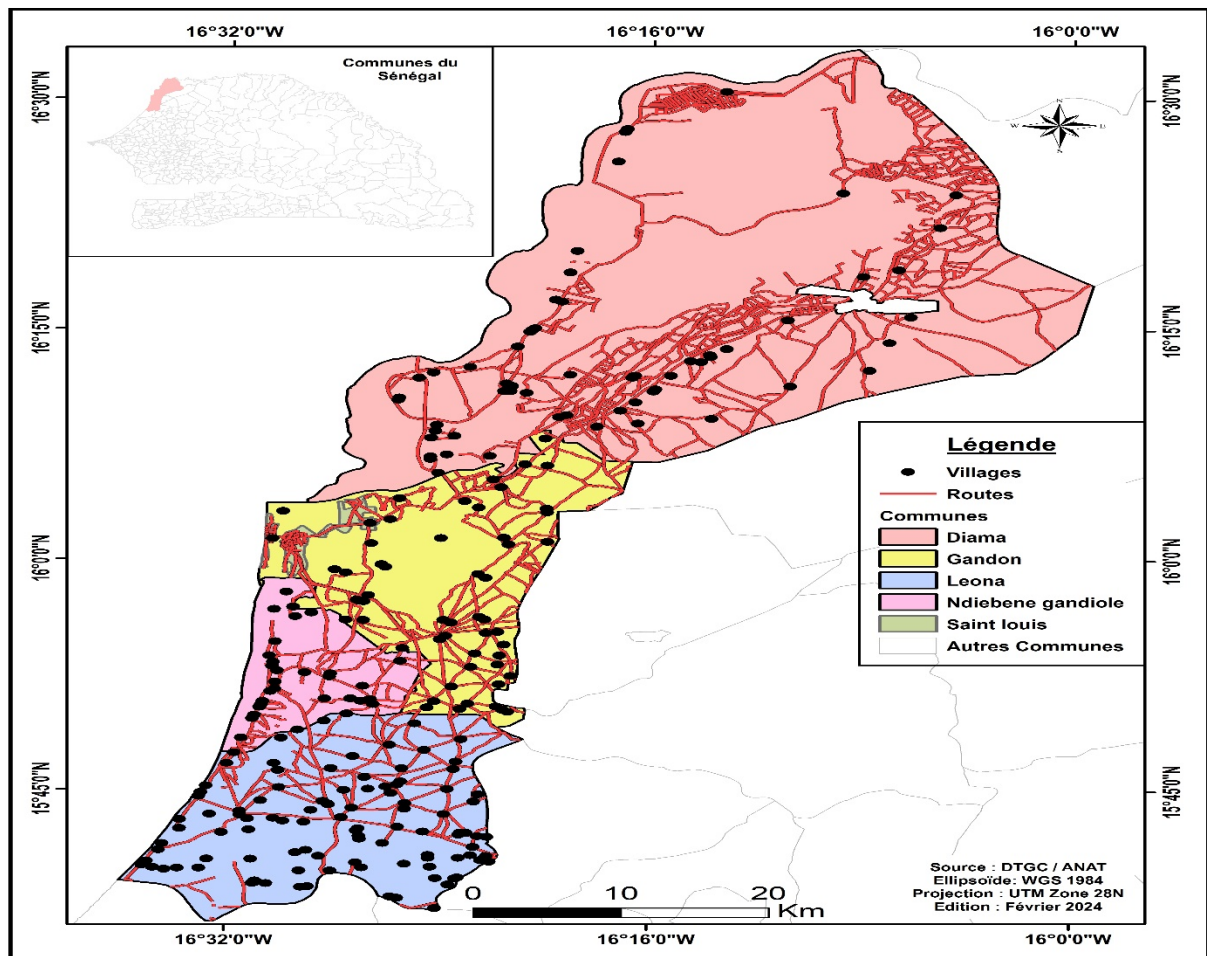 16°32'0"W
16°16'0"W
16°0'0"W
Communes du
Sénégal
16°30'0"N
16°30'0"N
N
W
D
S
16°15'0"N
16°15'0"N
Légende
Villages
Routes
Communes
Diama
Gandon
Leona
Ndiebene gandiole
Saint louis
Autres Communes
16°0'0"N
16°0'0"N
15°45'0"N
15°45'0"N
Source : DTGC / ANAT
Ellipsoïde: WGS 1984
Projection : UTM Zone 28N
Edition : Février 2024
0
10
20
Km
16°32'0"W
16°16'0"W
16°0'0"W